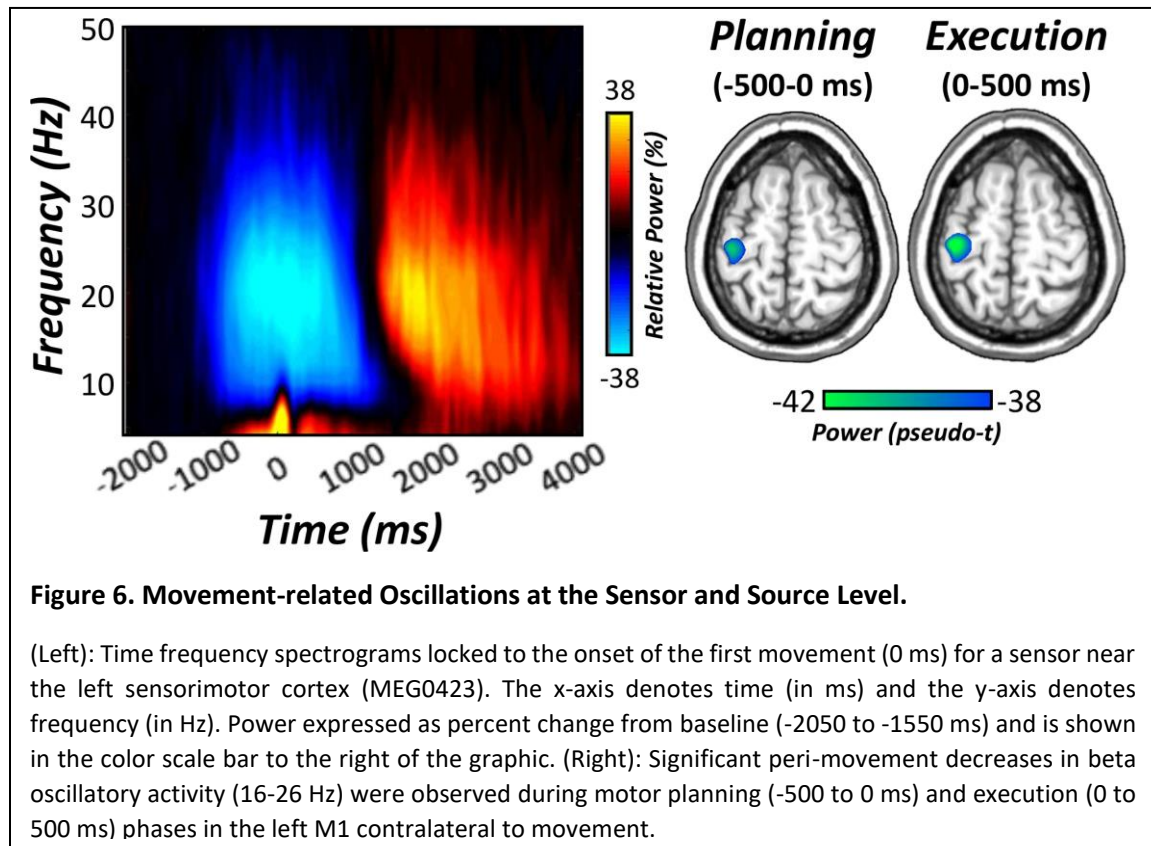 50
40
30
20
10
Frequency (Hz)
-2000 -1000 0 1000 2000 3000 4000
Time (ms)
38
Relative Power (%)
-38
Planning Execution
(-500-0 ms) (0-500 ms)
-42 -38
Power (pseudo-t)
Figure 6. Movement-related Oscillations at the Sensor and Source Level.
(Left): Time frequency spectrograms locked to the onset of the first movement (0 ms) for a sensor near
the left sensorimotor cortex (MEG0423). The x-axis denotes time (in ms) and the y-axis denotes
frequency (in Hz). Power expressed as percent change from baseline (-2050 to -1550 ms) and is shown
in the color scale bar to the right of the graphic. (Right): Significant peri-movement decreases in beta
oscillatory activity (16-26 Hz) were observed during motor planning (-500 to 0 ms) and execution (0 to
500 ms) phases in the left M1 contralateral to movement.